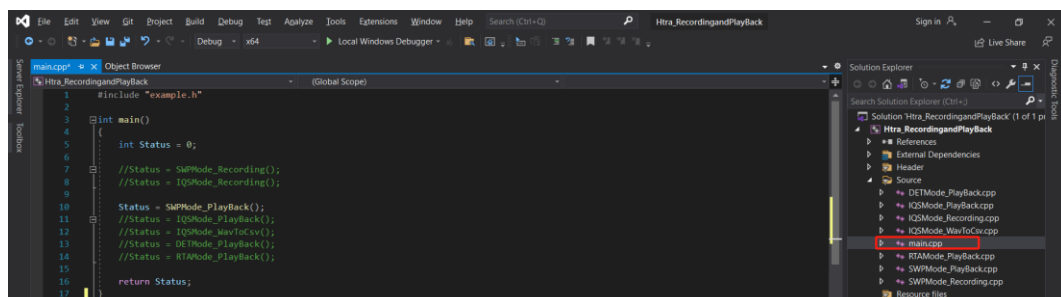 File Edit View Git Project Build Debug Test Analyze Tools Extensions Window Help Search (Ctrl+Q) Htra_RecordingandPlayBack Sign in
Debug x64 Local Windows Debugger Live Share
main.cpp* Object Browser
Htra_RecordingandPlayBack (Global Scope)
1 #include "example.h"
2
3 int main()
4 {
5 int Status = 0;
6
7 //Status = SWPMode_Recording();
8 //Status = IQSMode_Recording();
9
10 Status = SWPMode_PlayBack();
11 //Status = IQSMode_PlayBack();
12 //Status = IQSMode_WavToCsv();
13 //Status = DETMode_PlayBack();
14 //Status = RTAMode_PlayBack();
15
16 return Status;
17 }
Server Explorer
Toolbox
Solution Explorer
Search Solution Explorer (Ctrl+;)
Solution 'Htra_RecordingandPlayBack' (1 of 1 pr
Htra_RecordingandPlayBack
References
External Dependencies
Header
Source
DETMode_PlayBack.cpp
IQSMode_PlayBack.cpp
IQSMode_Recording.cpp
IQSMode_WavToCsv.cpp
main.cpp
RTAMode_PlayBack.cpp
SWPMode_PlayBack.cpp
SWPMode_Recording.cpp
Resource files
Diagnostic Tools